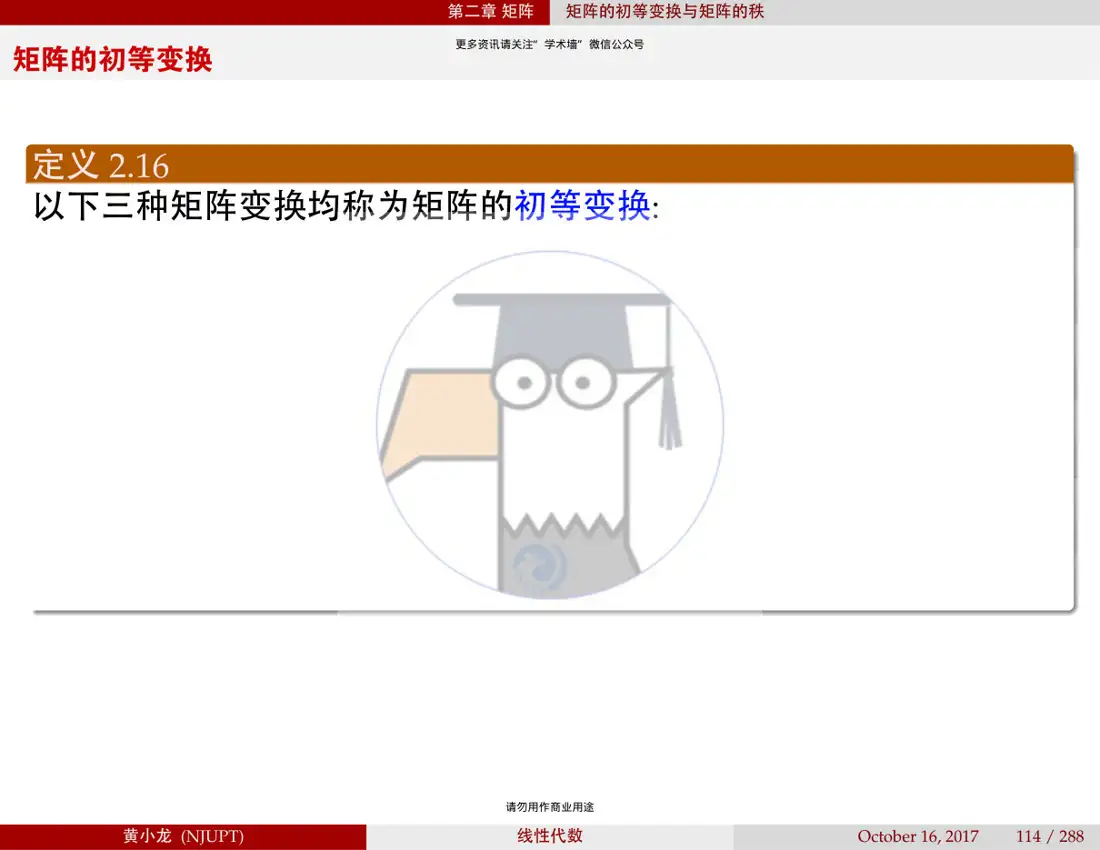 第二章 矩阵 矩阵的初等变换与矩阵的秩
更多资讯请关注“学术墙”微信公众号
矩阵的初等变换
定义 2.16
以下三种矩阵变换均称为矩阵的初等变换:
请勿用作商业用途
黄小龙 (NJUPT) 线性代数 October 16, 2017 114 / 288